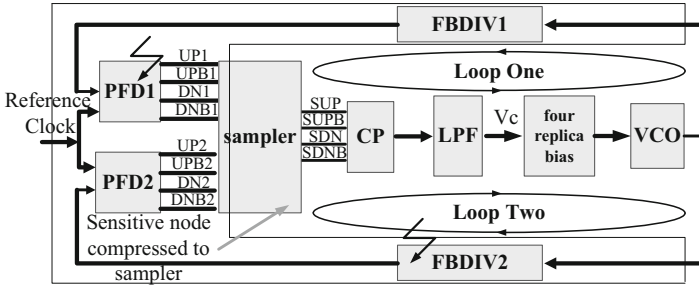 FBDIV1
UP1
UPB1
DN1
DNB1
PFD1
Loop One
Reference
Clock
SUP
SUPB
SDN
SDNB
sampler
CP
LPF
Vc
four
replica
bias
VCO
UP2
UPB2
DN2
DNB2
PFD2
Loop Two
Sensitive node
compressed to
sampler
FBDIV2